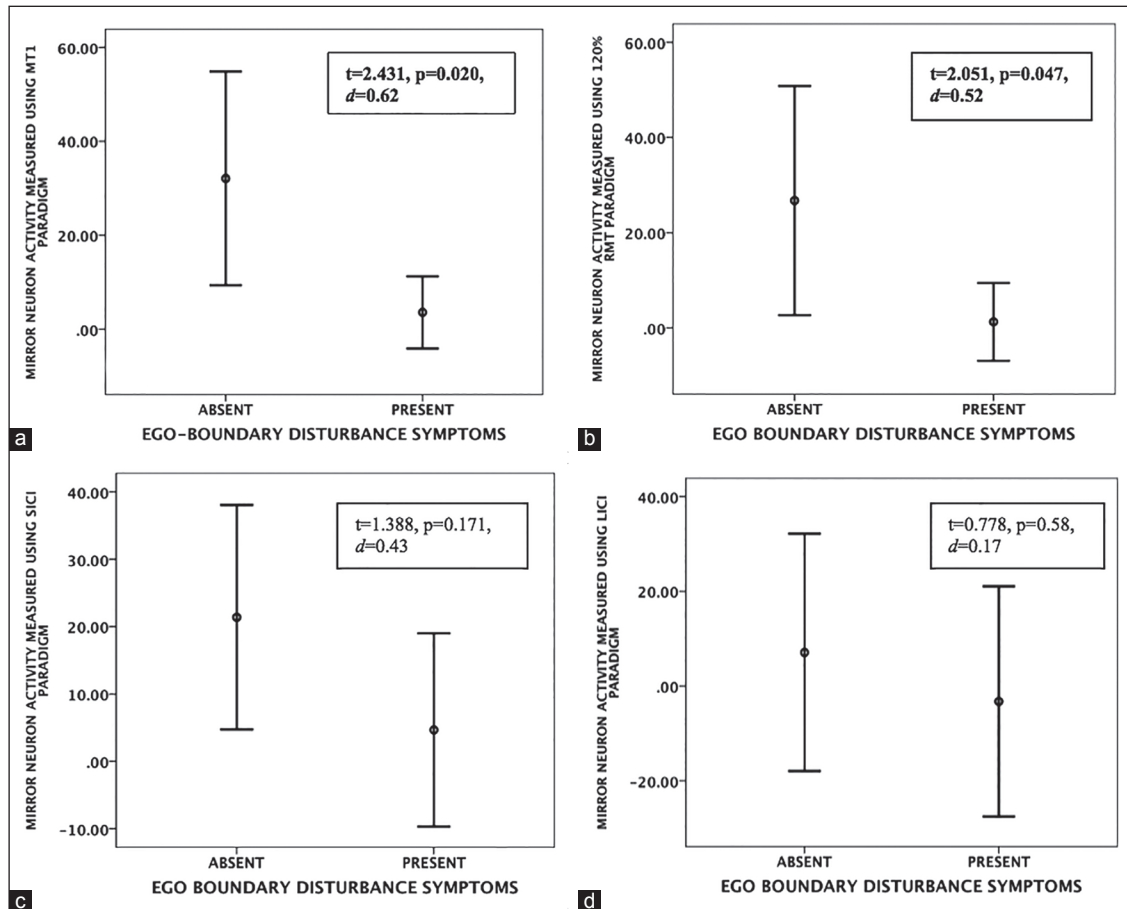 MIRROR NEURON ACTIVITY MEASURED USING MT1
PARADIGM
60.00
40.00
20.00
.00
t=2.431, p=0.020,
d=0.62
ABSENT
PRESENT
EGO-BOUNDARY DISTURBANCE SYMPTOMS
a
MIRROR NEURON ACTIVITY MEASURED USING 120%
RMT PARADIGM
60.00
40.00
20.00
.00
t=2.051, p=0.047,
d=0.52
ABSENT
PRESENT
EGO BOUNDARY DISTURBANCE SYMPTOMS
b
MIRROR NEURON ACTIVITY MEASURED USING SICI
PARADIGM
40.00
30.00
20.00
10.00
.00
-10.00
t=1.388, p=0.171,
d=0.43
ABSENT
PRESENT
EGO BOUNDARY DISTURBANCE SYMPTOMS
c
MIRROR NEURON ACTIVITY MEASURED USING LICI
PARADIGM
40.00
20.00
.00
-20.00
t=0.778, p=0.58,
d=0.17
ABSENT
PRESENT
EGO BOUNDARY DISTURBANCE SYMPTOMS
d